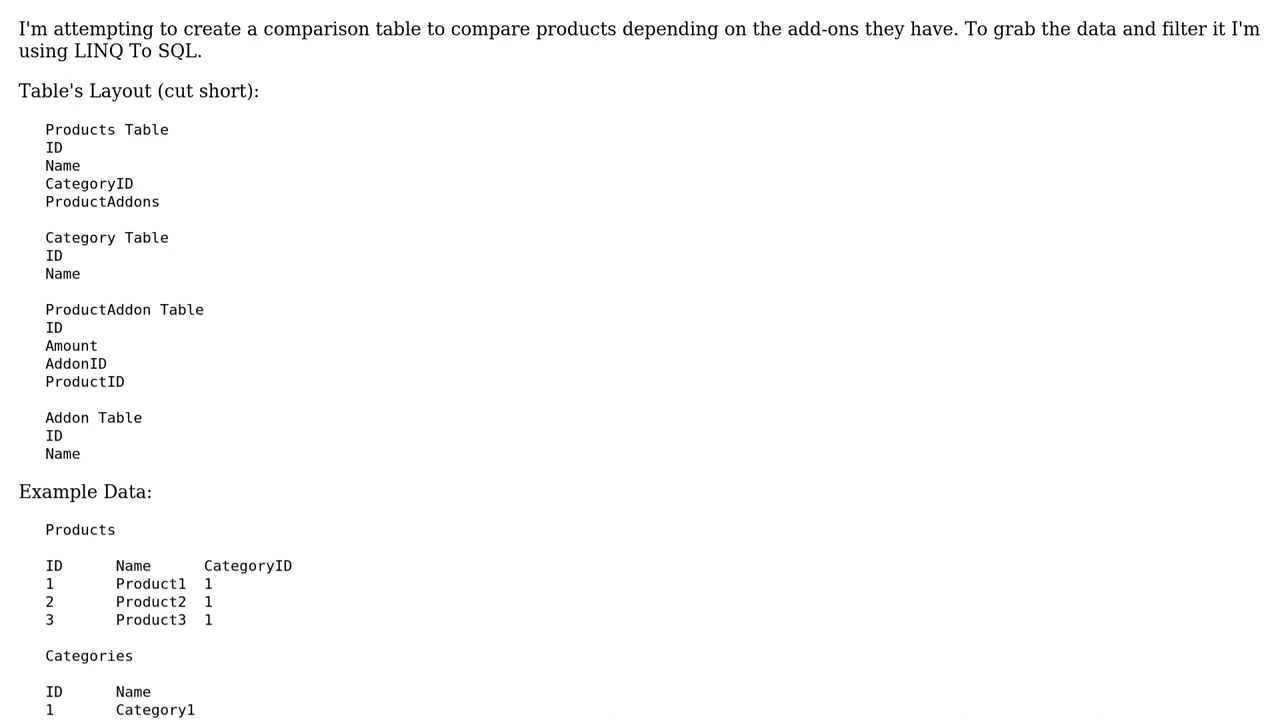 I'm attempting to create a comparison table to compare products depending on the add-ons they have. To grab the data and filter it I'm
using LINQ To SQL.
Table's Layout (cut short):
Products Table
ID
Name
CategoryID
ProductAddons
Category Table
ID
Name
ProductAddon Table
ID
Amount
AddonID
ProductID
Addon Table
ID
Name
Example Data:
Products
ID Name CategoryID
1 Product1 1
2 Product2 1
3 Product3 1
Categories
ID Name
1 Category1